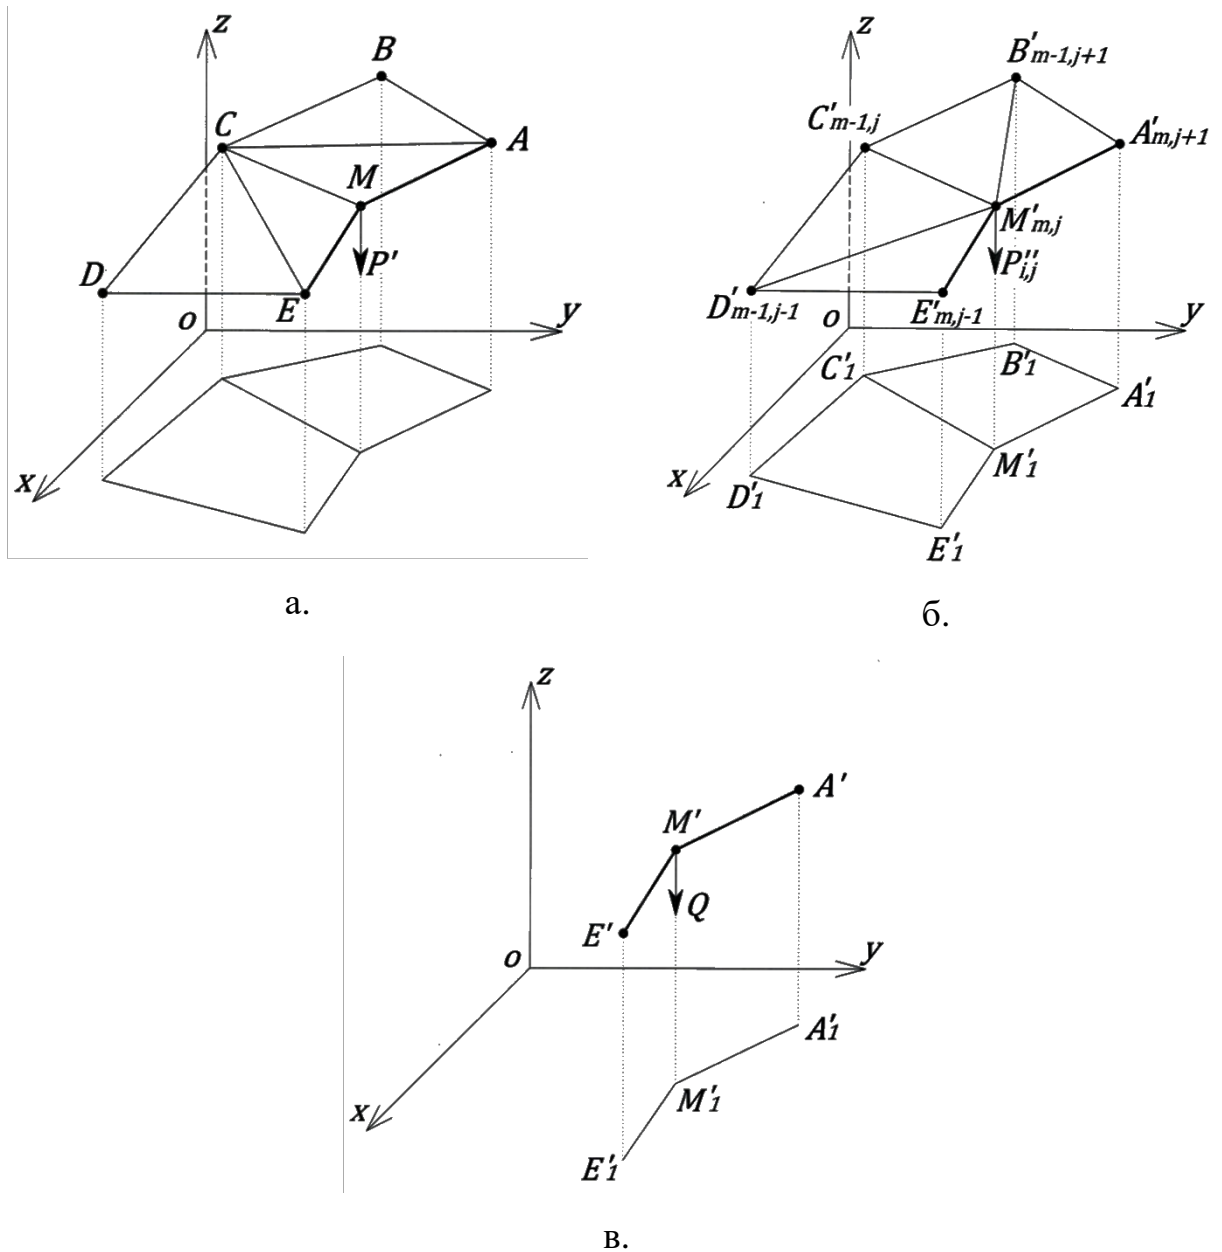 z
B
C
A
M
P'
D
E
o
y
x
а.
z
B'm-1,j+1
C'm-1,j
A'm,j+1
M'm,j
P''i,j
D'm-1,j-1
E'm,j-1
o
y
C'1
B'1
A'1
x
D'1
M'1
E'1
б.
z
A'
M'
Q
E'
o
y
A'1
x
M'1
E'1
в.